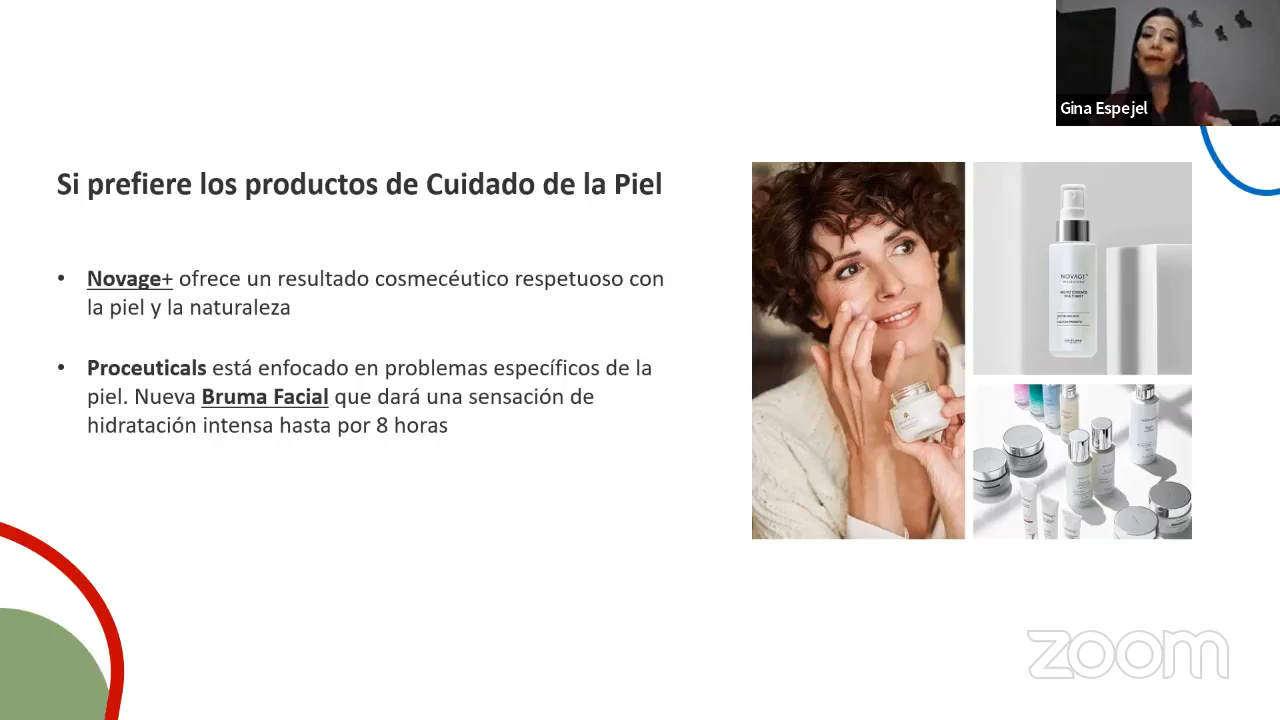 Gina Espejel
Si prefiere los productos de Cuidado de la Piel
• Novage+ ofrece un resultado cosmecéutico respetuoso con
la piel y la naturaleza
• Proceuticals está enfocado en problemas específicos de la
piel. Nueva Bruma Facial que dará una sensación de
hidratación intensa hasta por 8 horas
NOVAGE
ORIFLAME
zoom